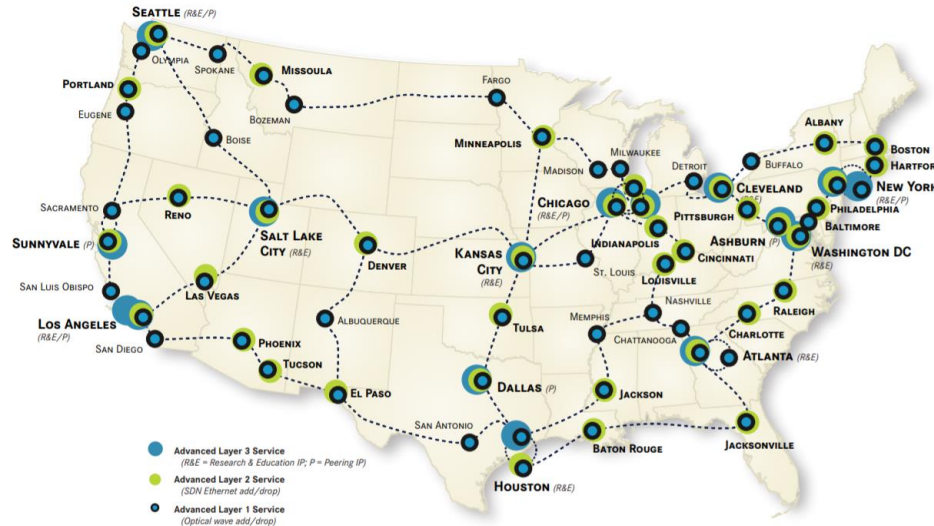 SEATTLE (R&E/P)
OLYMPIA
SPOKANE
MISSOULA
PORTLAND
EUGENE
BOZEMAN
FARGO
BOISE
MINNEAPOLIS
MADISON
MILWAUKEE
DETROIT
BUFFALO
ALBANY
BOSTON
HARTFOR
CLEVELAND
NEW YORK
(R&E/P)
CHICAGO
(R&E/P)
SACRAMENTO
RENO
SUNNYVALE (P)
SALT LAKE
CITY (R&E)
DENVER
KANSAS
CITY
(R&E)
INDIANAPOLIS
PITTSBURGH
PHILADELPHIA
BALTIMORE
ASHBURN (P)
WASHINGTON DC
(R&E)
CINCINNATI
ST. LOUIS
LOUISVILLE
SAN LUIS OBISPO
LAS VEGAS
LOS ANGELES
(R&E/P)
SAN DIEGO
PHOENIX
TUCSON
ALBUQUERQUE
EL PASO
TULSA
MEMPHIS
NASHVILLE
CHATTANOOGA
RALEIGH
CHARLOTTE
ATLANTA (R&E)
DALLAS (P)
JACKSON
SAN ANTONIO
BATON ROUGE
JACKSONVILLE
HOUSTON (R&E)
Advanced Layer 3 Service
(R&E = Research & Education IP; P = Peering IP)
Advanced Layer 2 Service
(SDN Ethernet add/drop)
Advanced Layer 1 Service
(Optical wave add/drop)